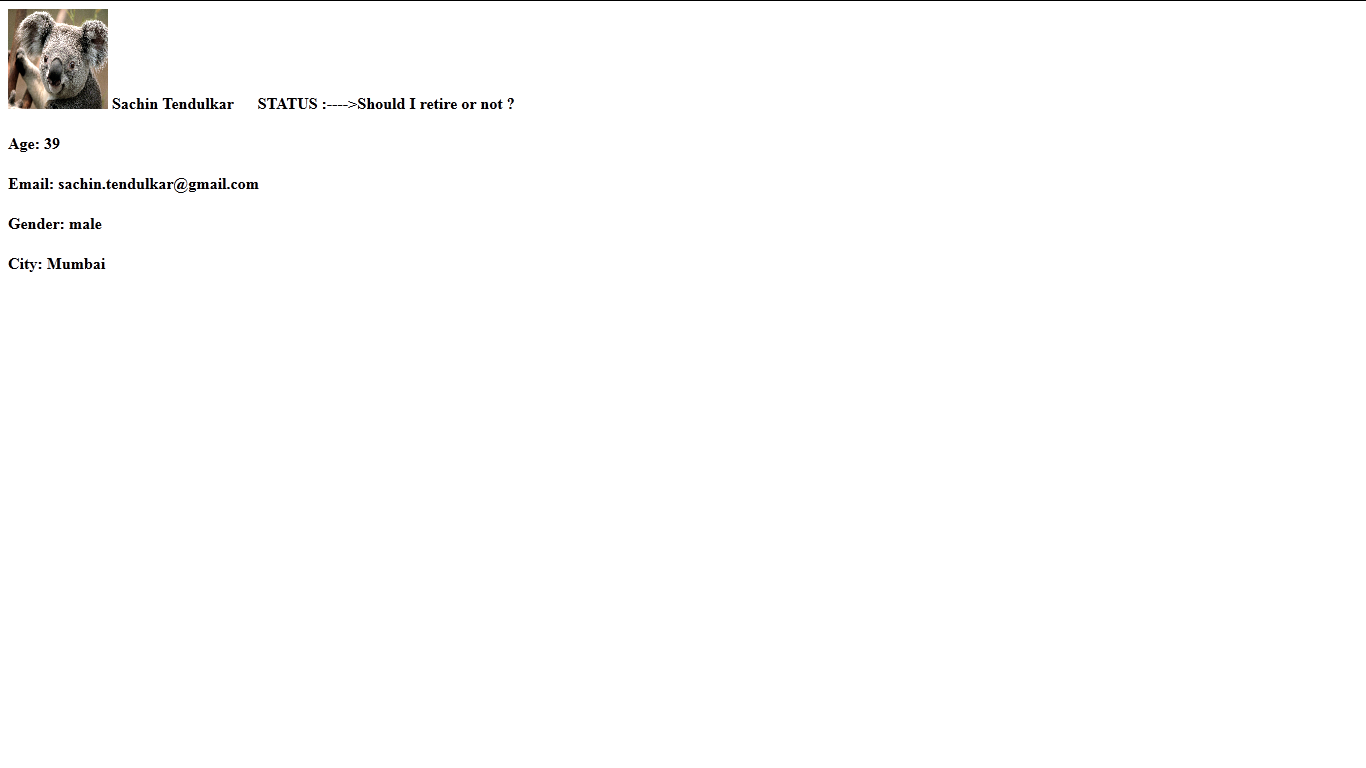 Sachin Tendulkar STATUS :---->Should I retire or not ?
Age: 39
Email: sachin.tendulkar@gmail.com
Gender: male
City: Mumbai